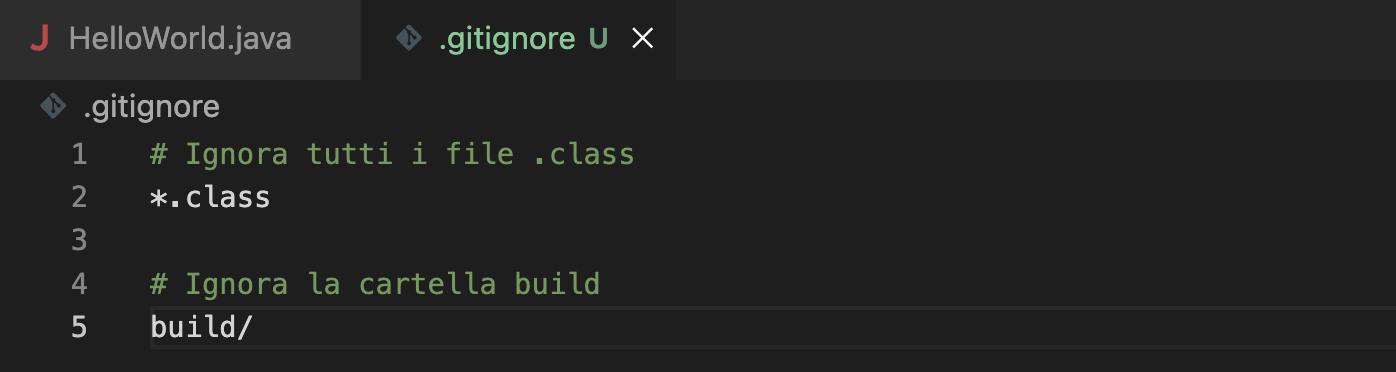 HelloWorld.java .gitignore U
.gitignore
1 # Ignora tutti i file .class
2 *.class
3
4 # Ignora la cartella build
5 build/